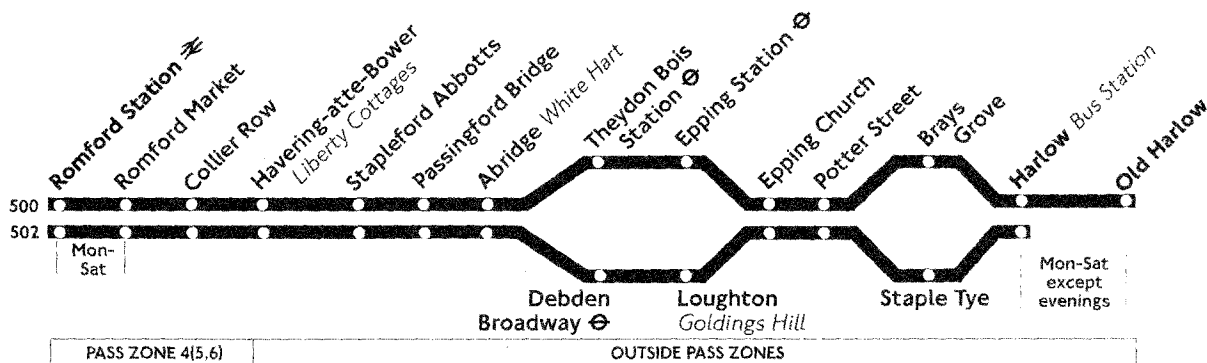 Romford Station
Romford Market
Collier Row
Havering-atte-Bower
Liberty Cottages
Stapleford Abbotts
Passingford Bridge
Abridge White Hart
Theydon Bois
Station
Epping Station
Epping Church
Potter Street
Brays
Grove
Harlow Bus Station
Old Harlow
500
502
Mon-
Sat
Debden
Broadway
Loughton
Goldings Hill
Staple Tye
Mon-Sat
except
evenings
PASS ZONE 4(5,6)
OUTSIDE PASS ZONES